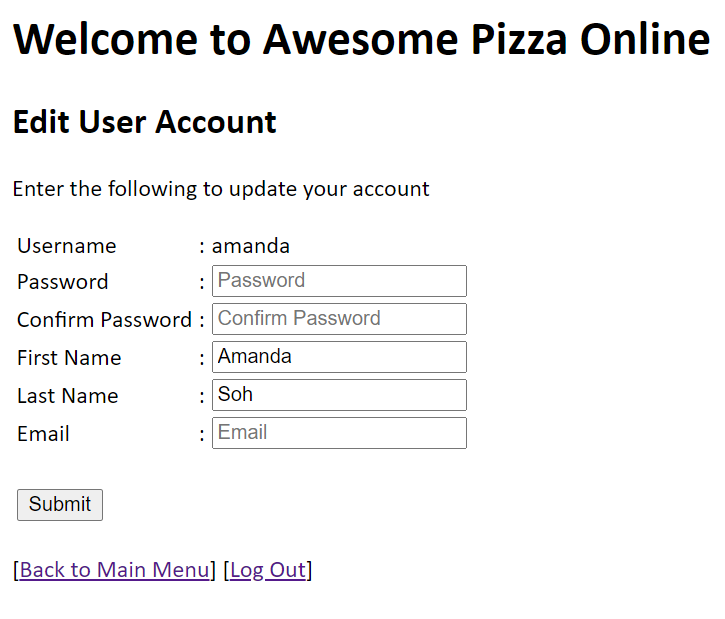 Welcome to Awesome Pizza Online
Edit User Account
Enter the following to update your account
Username : amanda
Password : Password
Confirm Password : Confirm Password
First Name : Amanda
Last Name : Soh
Email : Email
Submit
[Back to Main Menu] [Log Out]